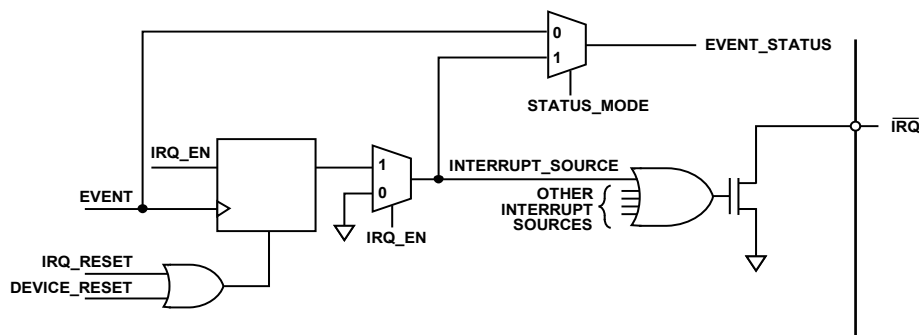 0
1
EVENT_STATUS
STATUS_MODE
IRQ
IRQ_EN
1
0
INTERRUPT_SOURCE
EVENT
OTHER
INTERRUPT
SOURCES
IRQ_EN
IRQ_RESET
DEVICE_RESET